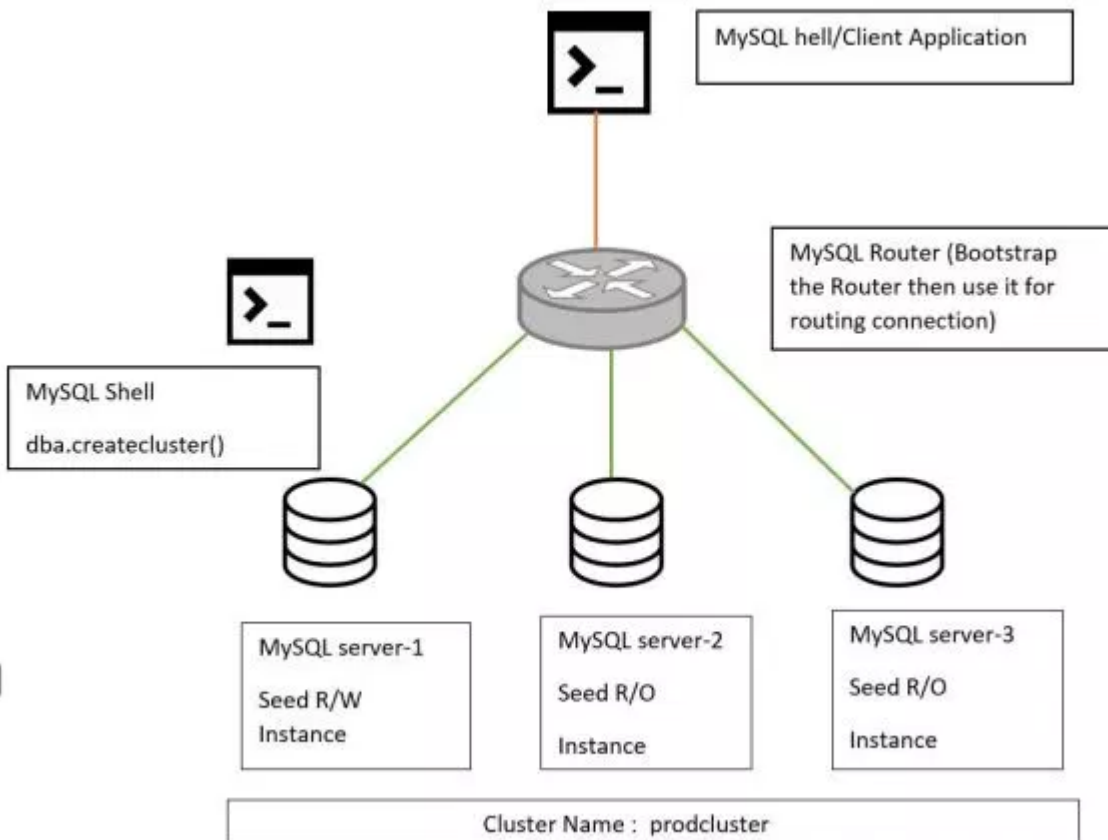 MySQL hell/Client Application
MySQL Router (Bootstrap
the Router then use it for
routing connection)
MySQL Shell
dba.createcluster()
MySQL server-1
Seed R/W
Instance
MySQL server-2
Seed R/O
Instance
MySQL server-3
Seed R/O
Instance
Cluster Name : prodcluster